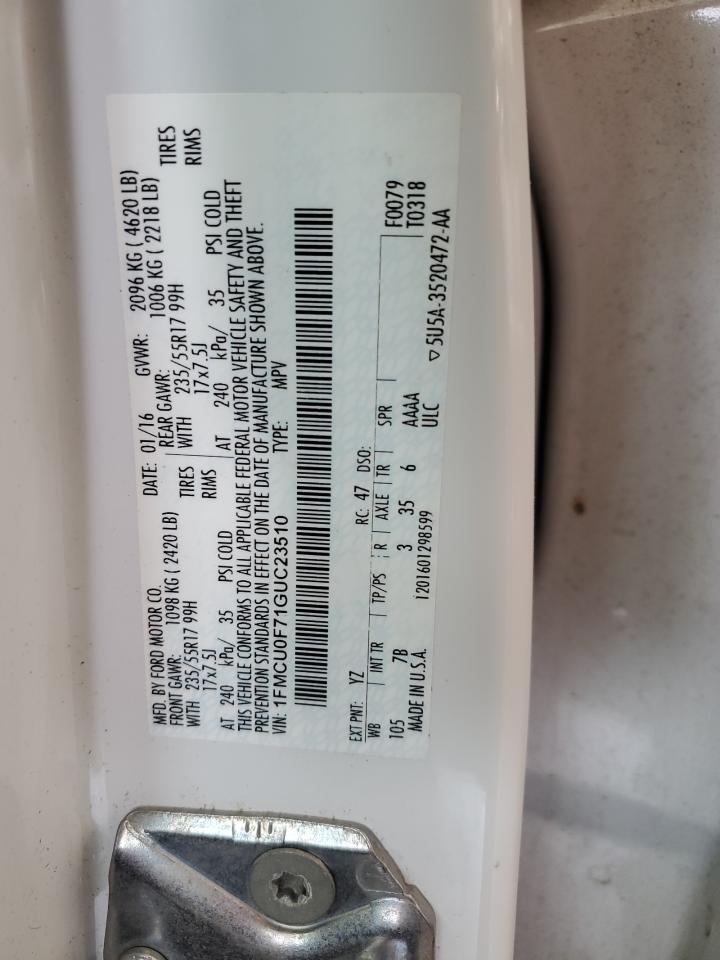 MFD. BY FORD MOTOR CO.
DATE: 01/16 GVWR: 2096 KG ( 4620 LB)
FRONT GAWR: 1098 KG ( 2420 LB) REAR GAWR: 1006 KG ( 2218 LB)
WITH 235/55R17 99H TIRES WITH 235/55R17 99H TIRES
17x7.5J RIMS 17x7.5J RIMS
AT 240 kPa/ 35 PSI COLD AT 240 kPa/ 35 PSI COLD
THIS VEHICLE CONFORMS TO ALL APPLICABLE FEDERAL MOTOR VEHICLE SAFETY AND THEFT
PREVENTION STANDARDS IN EFFECT ON THE DATE OF MANUFACTURE SHOWN ABOVE.
VIN: 1FMCU0F71GUC23510 TYPE: MPV
EXT PNT: YZ RC: 47 DSO: F0079
WB INT TR TP/PS R AXLE TR SPR T0318
105 7B 3 35 6 AAAA
MADE IN U.S.A. 1201601298599 ULC ▽5U5A-3520472-AA